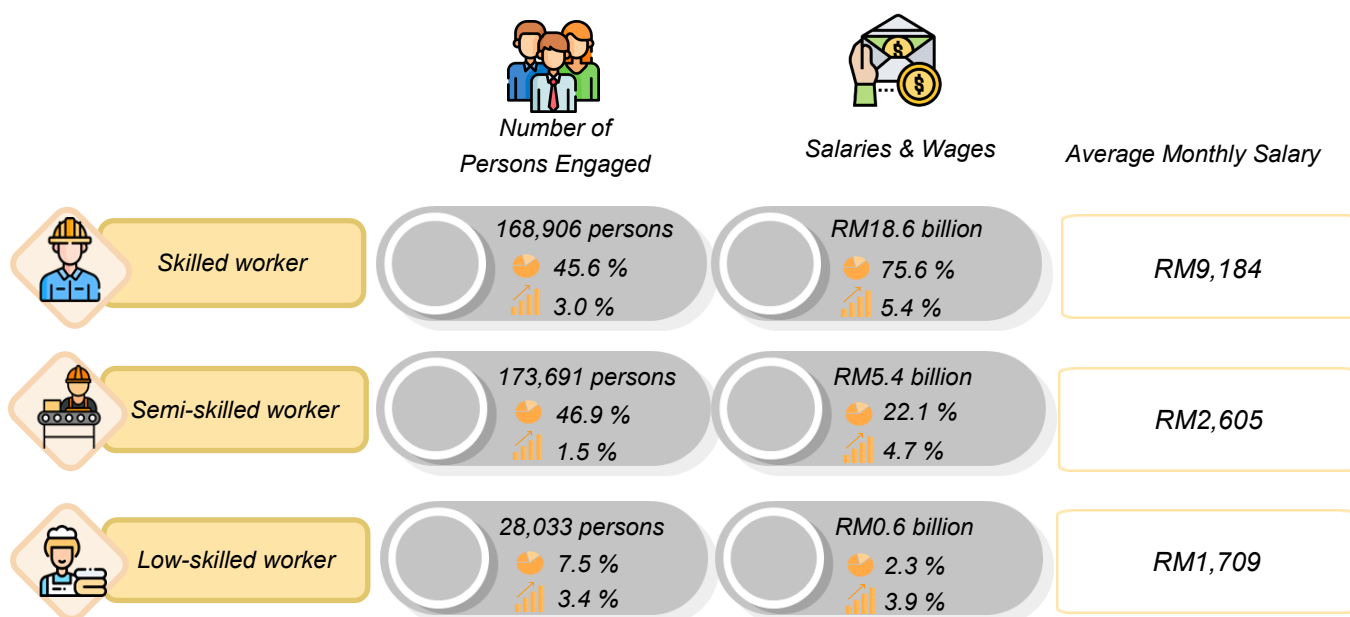 Number of
Persons Engaged
Salaries & Wages
Average Monthly Salary
Skilled worker
168,906 persons
45.6 %
3.0 %
RM18.6 billion
75.6 %
5.4 %
RM9,184
Semi-skilled worker
173,691 persons
46.9 %
1.5 %
RM5.4 billion
22.1 %
4.7 %
RM2,605
Low-skilled worker
28,033 persons
7.5 %
3.4 %
RM0.6 billion
2.3 %
3.9 %
RM1,709